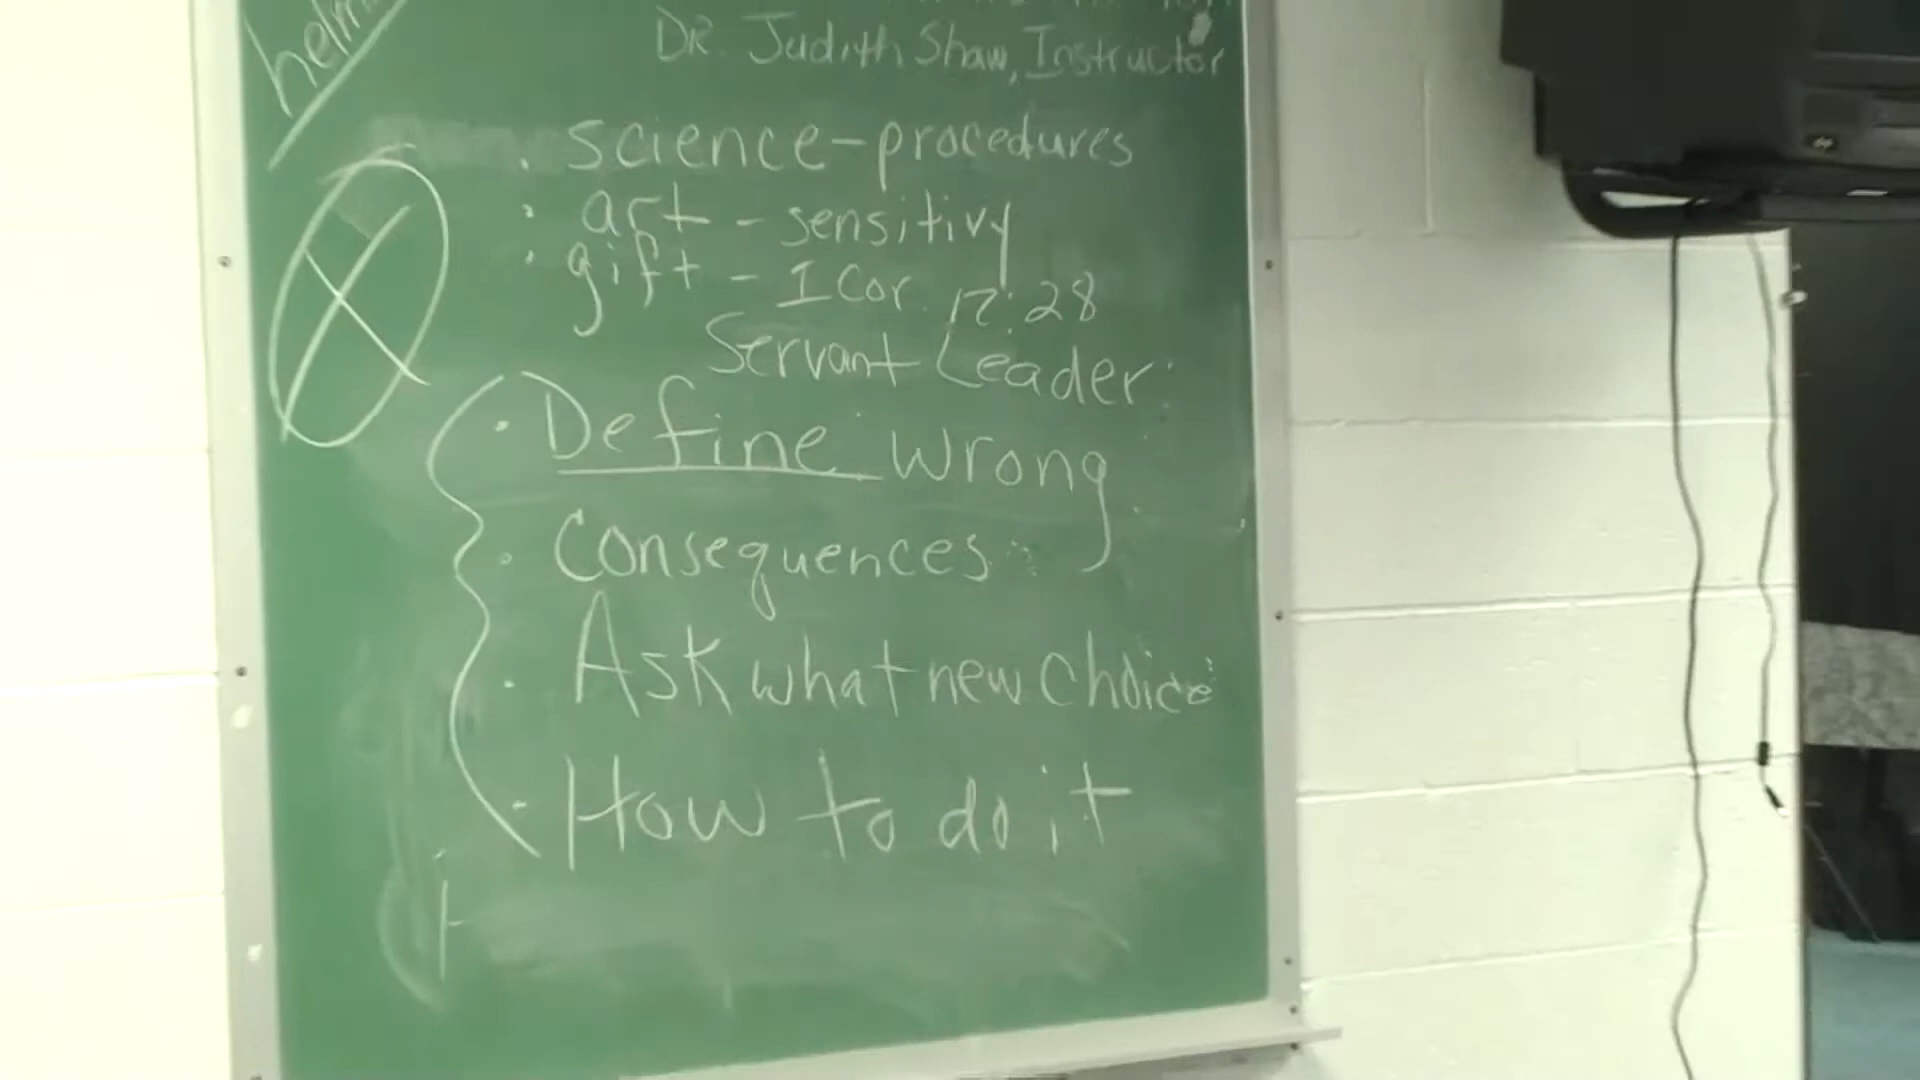 Dr. Judith Shaw, Instructor
. science-procedures
: art - sensitivy
. gift - I Cor 12:28
Servant Leader
. Define wrong
. Consequences
. Ask what new choice
. How to do it